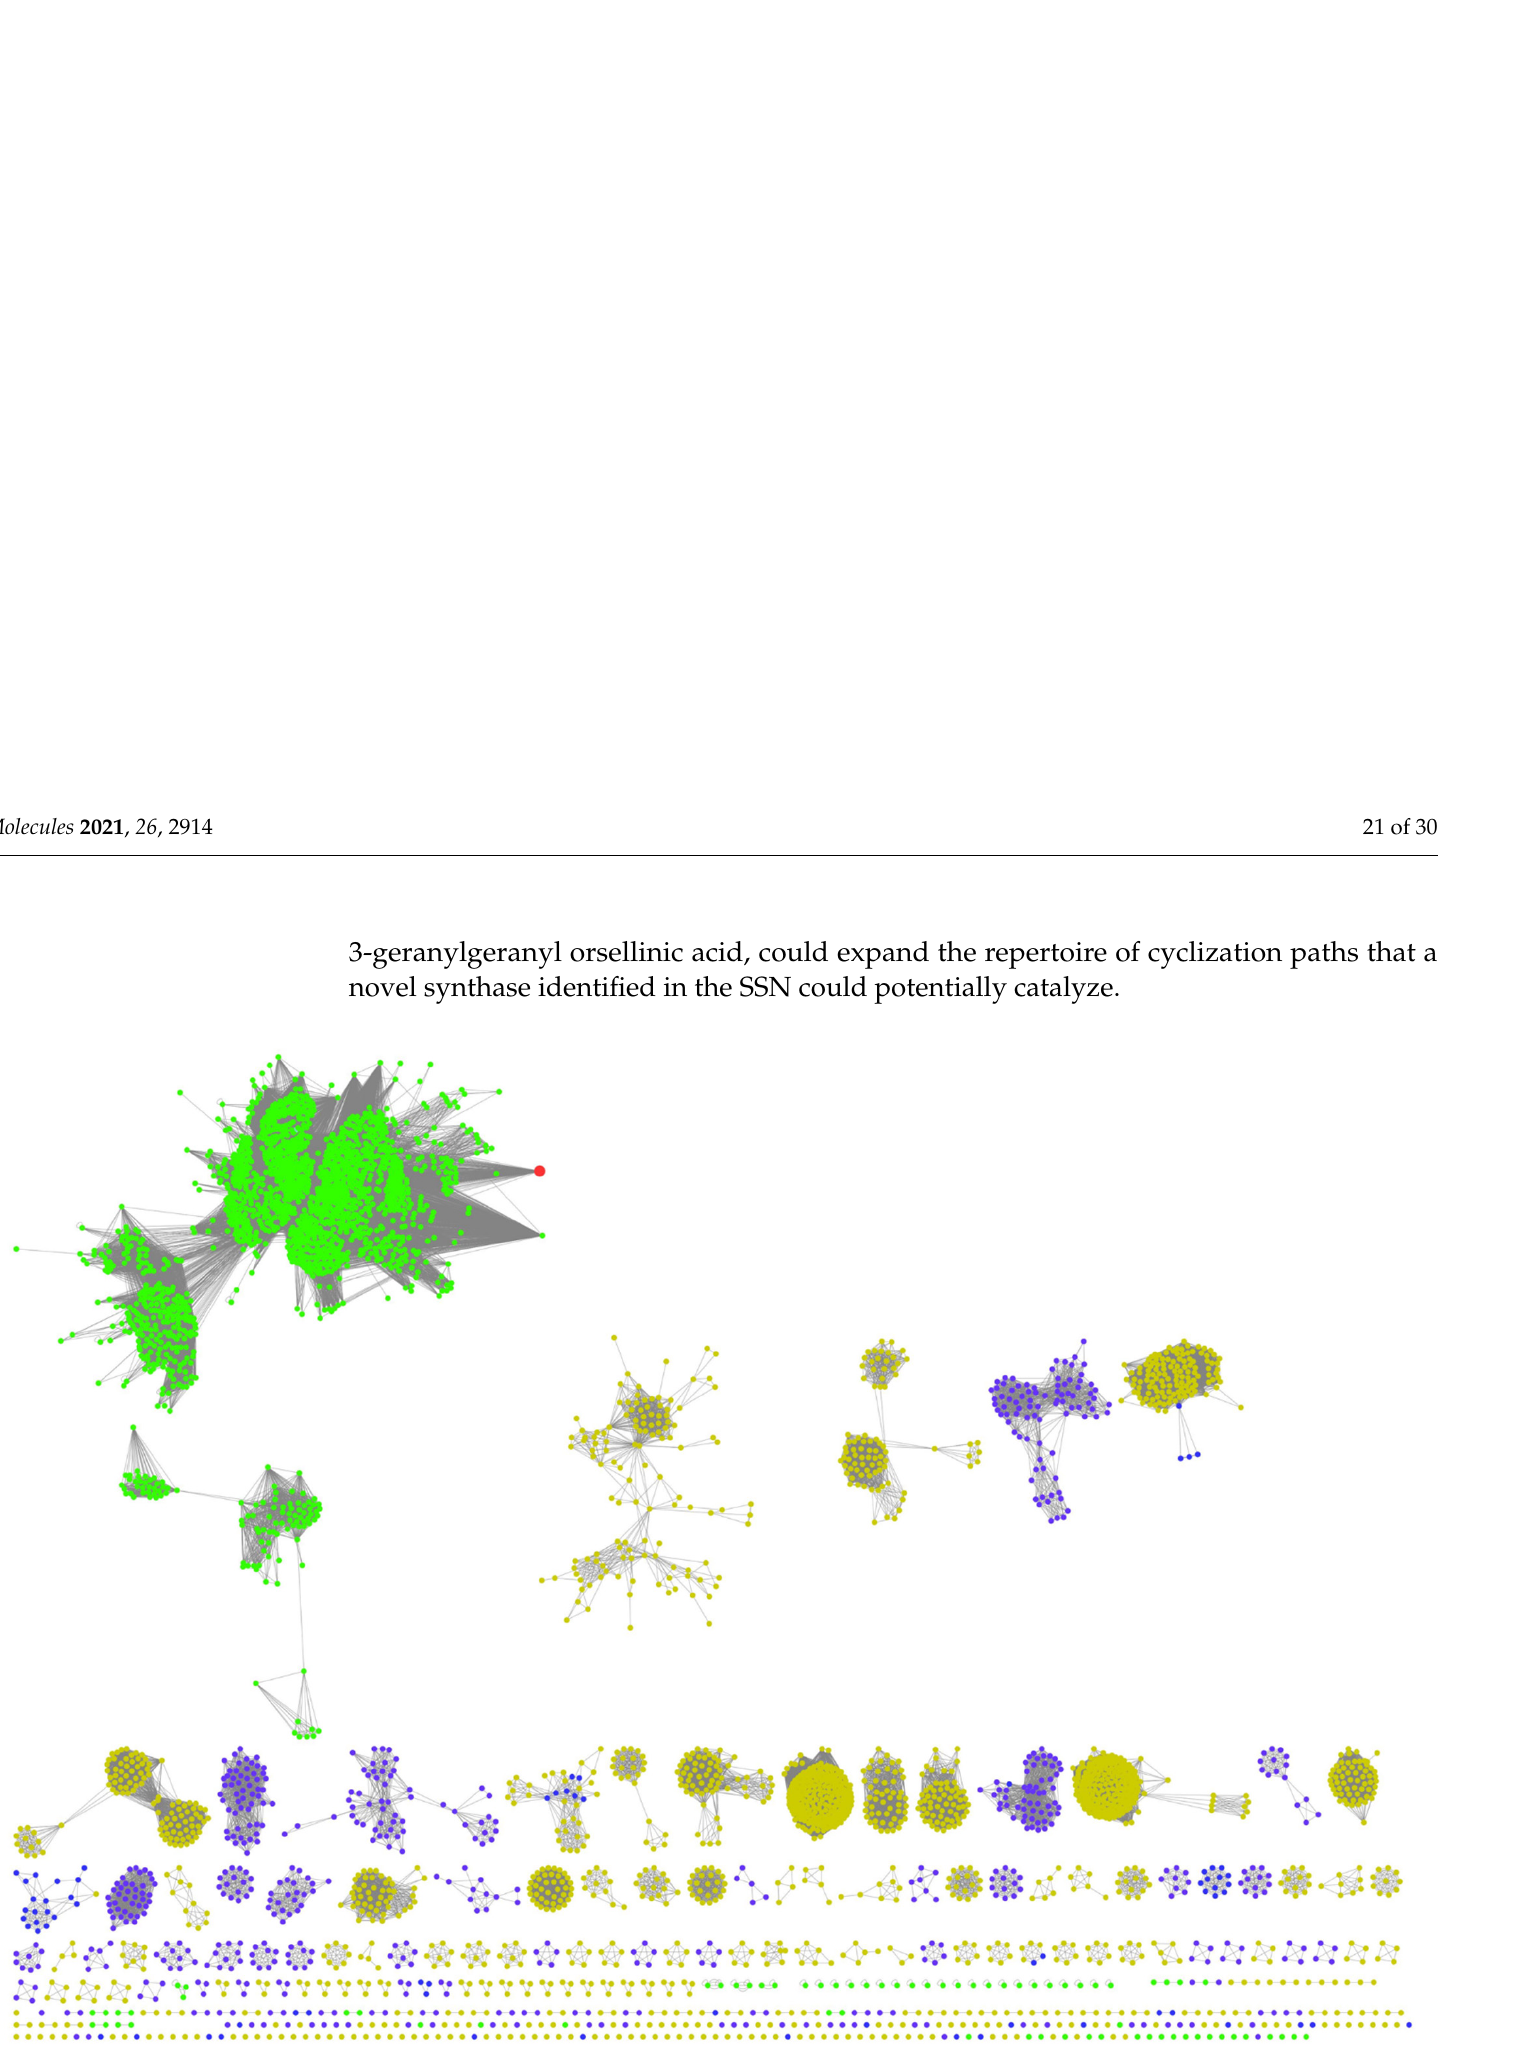 olecules 2021, 26, 2914
21 of 30
3-geranylgeranyl orsellinic acid, could expand the repertoire of cyclization paths that a
novel synthase identified in the SSN could potentially catalyze.